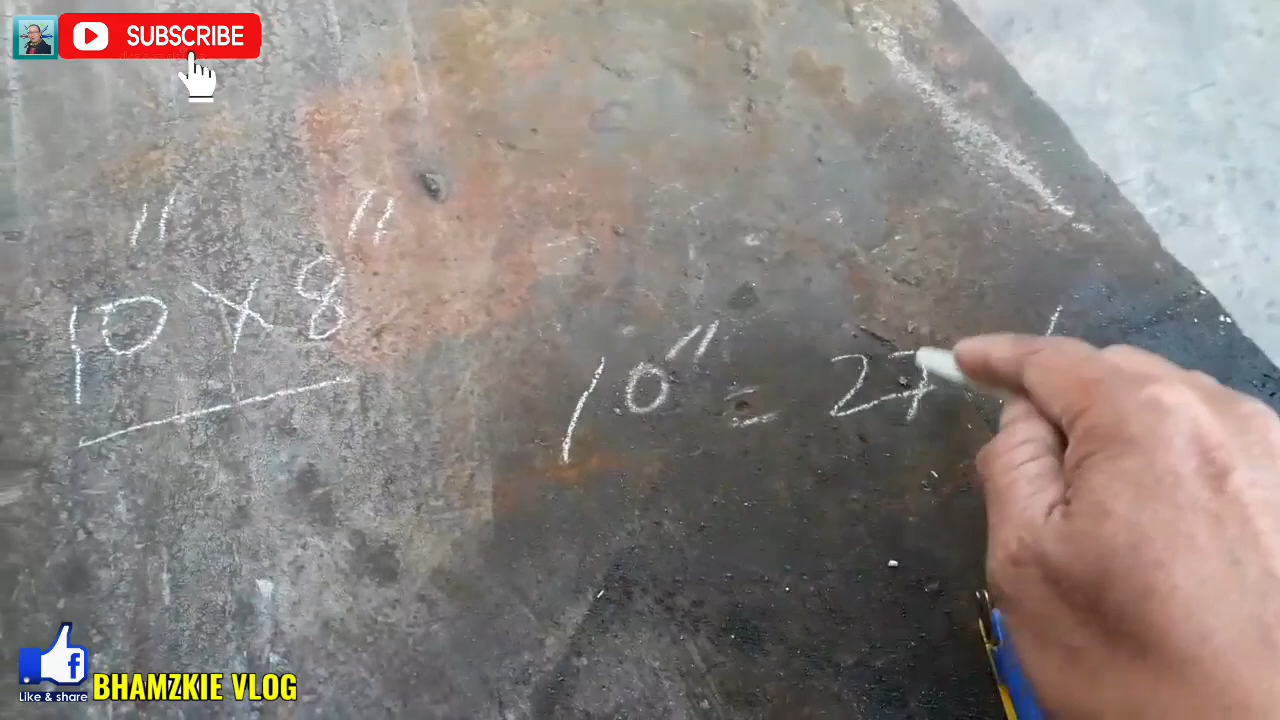 SUBSCRIBE
10" x 8"
10" = 27
Like & share
BHAMZKIE VLOG